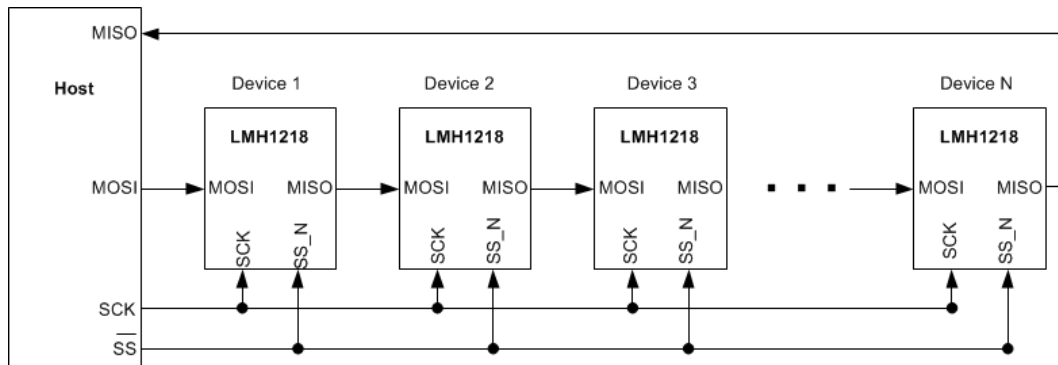 MISO
Host
Device 1
Device 2
Device 3
Device N
LMH1218
LMH1218
LMH1218
LMH1218
MOSI
MOSI
MISO
MOSI
MISO
MOSI
MISO
MOSI
MISO
SCK
SS_N
SCK
SS_N
SCK
SS_N
SCK
SS_N
SCK
SS